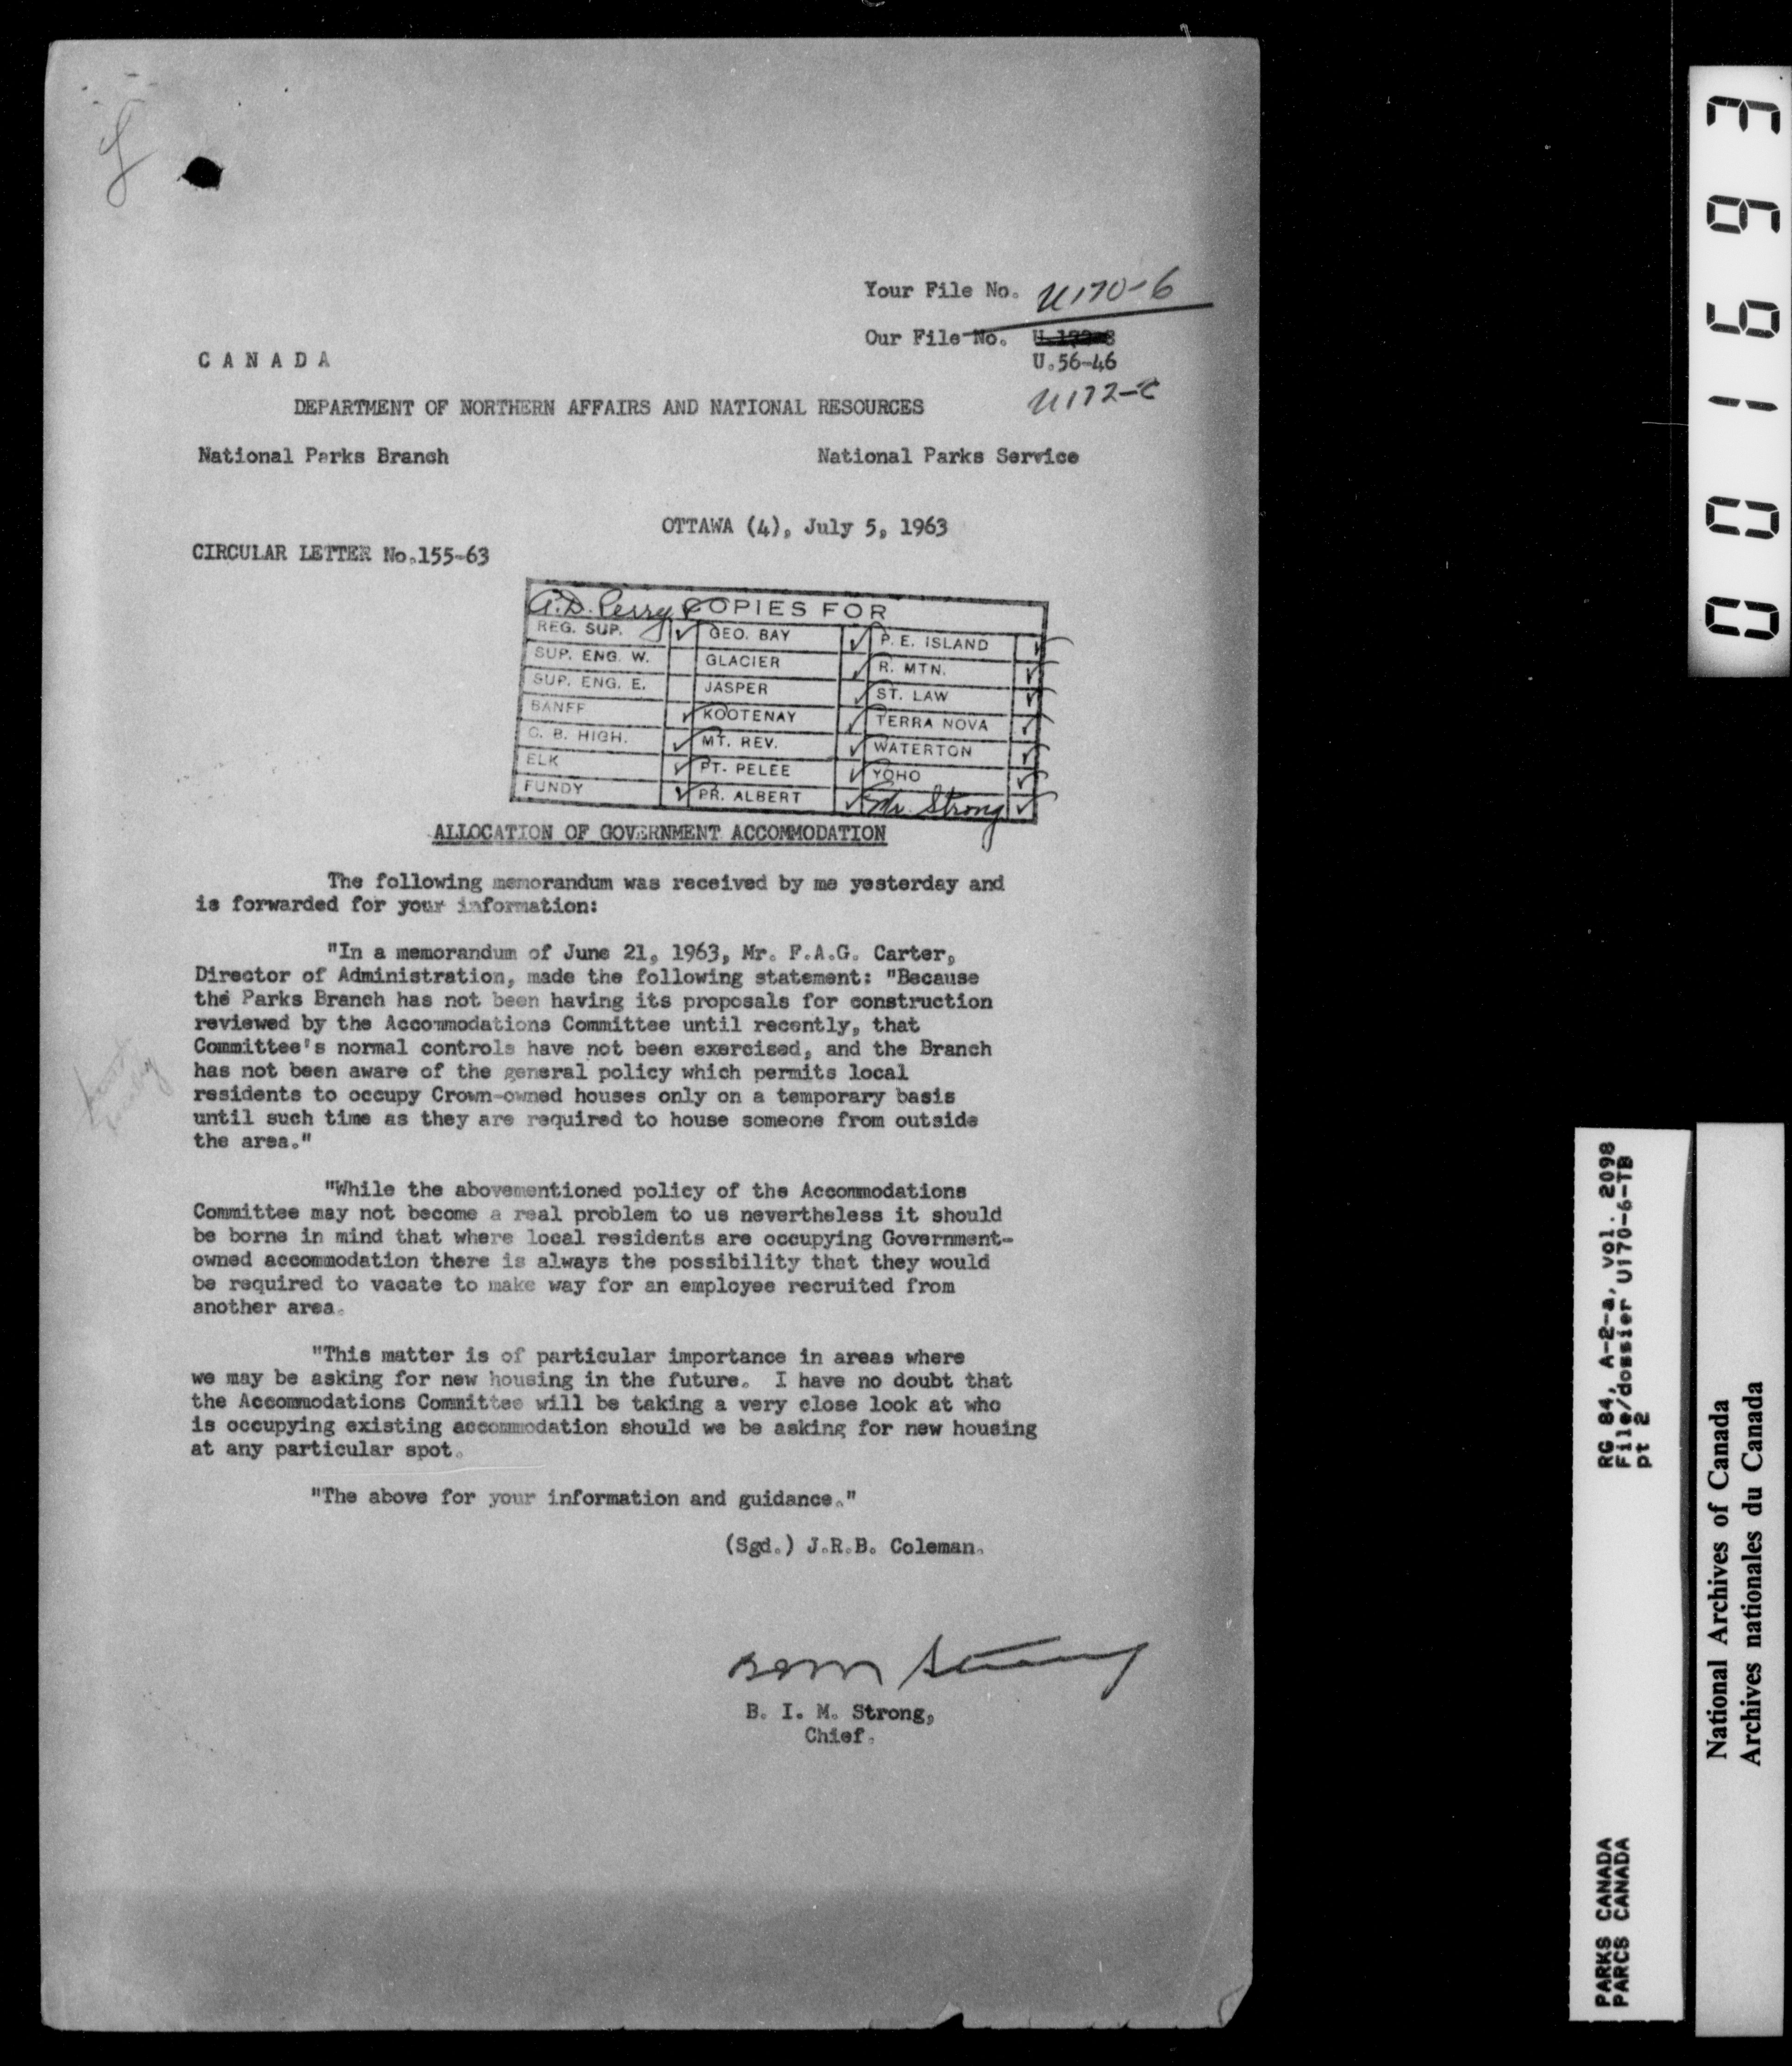 Your File No. U170-6
Our File No.
U.56-46
C A N A D A
U172-2
DEPARTMENT OF NORTHERN AFFAIRS AND NATIONAL RESOURCES
National Parks Branch National Parks Service
OTTAWA (4), July 5, 1963
CIRCULAR LETTER No.155-63
A.D. Perry COPIES FOR
REG. SUP. ✓ GEO. BAY ✓ P.E. ISLAND ✓
SUP. ENG. W. GLACIER ✓ R. MTN. ✓
SUP. ENG. E. JASPER ✓ ST. LAW ✓
BANFF ✓ KOOTENAY ✓ TERRA NOVA ✓
C. B. HIGH. ✓ MT. REV. ✓ WATERTON ✓
ELK ✓ PT. PELEE ✓ YOHO ✓
FUNDY ✓ PR. ALBERT ✓ Mr. Strong ✓
ALLOCATION OF GOVERNMENT ACCOMMODATION
The following memorandum was received by me yesterday and
is forwarded for your information:
"In a memorandum of June 21, 1963, Mr. F.A.G. Carter,
Director of Administration, made the following statement: "Because
the Parks Branch has not been having its proposals for construction
reviewed by the Accommodations Committee until recently, that
Committee's normal controls have not been exercised, and the Branch
has not been aware of the general policy which permits local
residents to occupy Crown-owned houses only on a temporary basis
until such time as they are required to house someone from outside
the area."
"While the abovementioned policy of the Accommodations
Committee may not become a real problem to us nevertheless it should
be borne in mind that where local residents are occupying Government-
owned accommodation there is always the possibility that they would
be required to vacate to make way for an employee recruited from
another area.
"This matter is of particular importance in areas where
we may be asking for new housing in the future. I have no doubt that
the Accommodations Committee will be taking a very close look at who
is occupying existing accommodation should we be asking for new housing
at any particular spot.
"The above for your information and guidance."
(Sgd.) J.R.B. Coleman.
B. I. M. Strong,
Chief.
001693
RG 84, A-2-a, vol. 2098
File/dossier U170-6-TB
pt 2
PARKS CANADA
PARCS CANADA
National Archives of Canada
Archives nationales du Canada